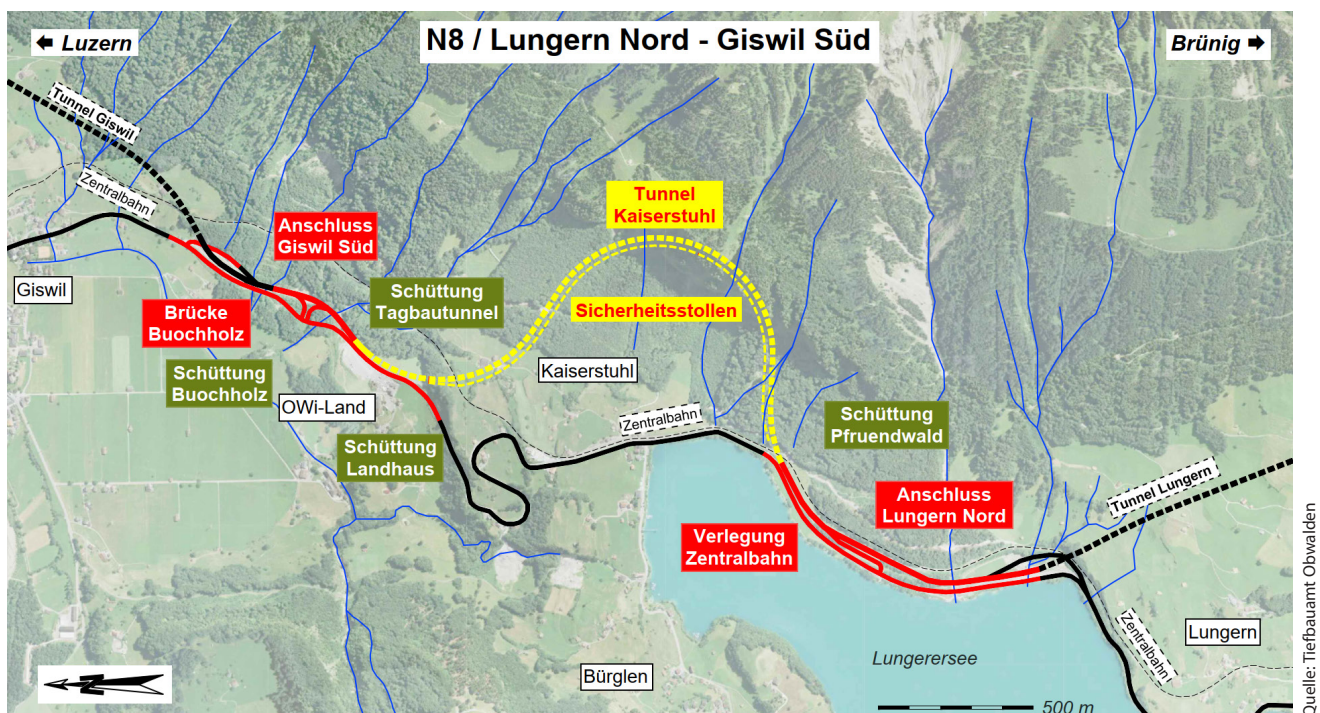 ← Luzern
N8 / Lungern Nord - Giswil Süd
Brünig →
Tunnel Giswil
Zentralbahn
Giswil
Anschluss
Giswil Süd
Tunnel
Kaiserstuhl
Schüttung
Tagbautunnel
Sicherheitsstollen
Brücke
Buochholz
Schüttung
Buochholz
OWi-Land
Kaiserstuhl
Schüttung
Landhaus
Zentralbahn
Schüttung
Pfruendwald
Anschluss
Lungern Nord
Tunnel Lungern
Verlegung
Zentralbahn
Zentralbahn
Lungern
Lungerersee
Bürglen
N
500 m
Quelle: Tiefbauamt Obwalden